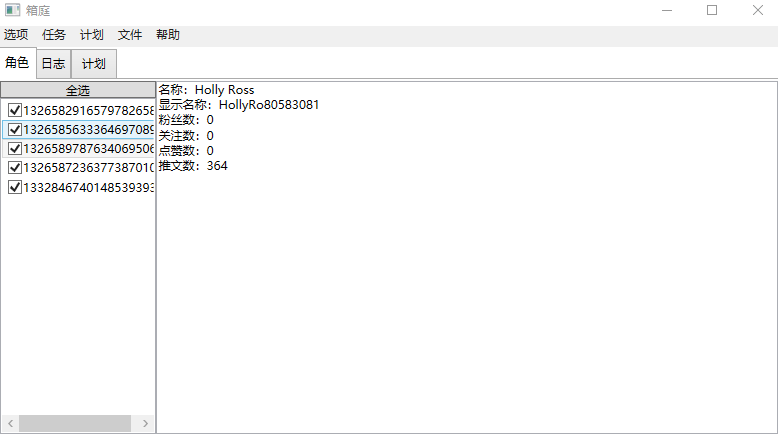 箱庭
选项 任务 计划 文件 帮助
角色 日志 计划
全选
1326582916579782658
1326585633364697089
1326589787634069506
1326587236377387010
1332846740148539393
名称：Holly Ross
显示名称：HollyRo80583081
粉丝数：0
关注数：0
点赞数：0
推文数：364